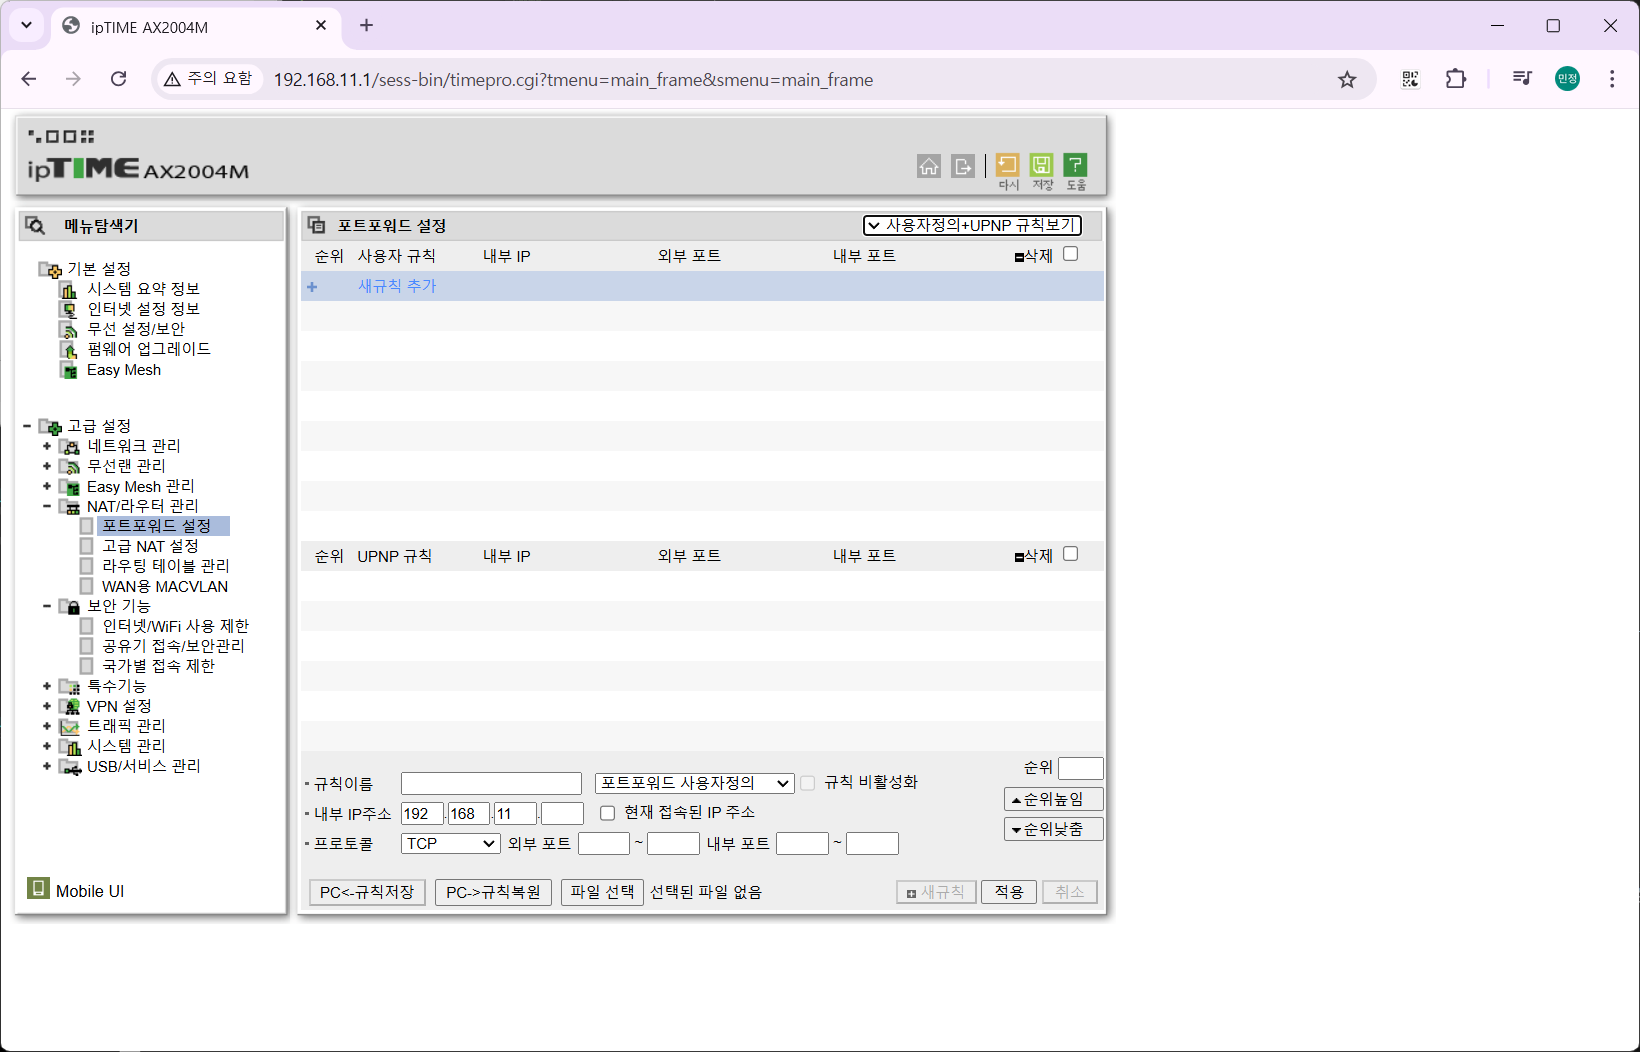 ipTIME AX2004M
주의 요함
192.168.11.1/sess-bin/timepro.cgi?tmenu=main_frame&smenu=main_frame
민정
ipTIME AX2004M
다시 저장 도움
메뉴탐색기
기본 설정
시스템 요약 정보
인터넷 설정 정보
무선 설정/보안
펌웨어 업그레이드
Easy Mesh
고급 설정
네트워크 관리
무선랜 관리
Easy Mesh 관리
NAT/라우터 관리
포트포워드 설정
고급 NAT 설정
라우팅 테이블 관리
WAN용 MACVLAN
보안 기능
인터넷/WiFi 사용 제한
공유기 접속/보안관리
국가별 접속 제한
특수기능
VPN 설정
트래픽 관리
시스템 관리
USB/서비스 관리
Mobile UI
포트포워드 설정 사용자정의+UPNP 규칙보기
순위 사용자 규칙 내부 IP 외부 포트 내부 포트 삭제
+ 새규칙 추가
순위 UPNP 규칙 내부 IP 외부 포트 내부 포트 삭제
순위
규칙이름 포트포워드 사용자정의 규칙 비활성화
순위높임
내부 IP주소 192.168.11. 현재 접속된 IP 주소
순위낮춤
프로토콜 TCP 외부 포트 ~ 내부 포트 ~
PC<-규칙저장 PC->규칙복원 파일 선택 선택된 파일 없음 새규칙 적용 취소